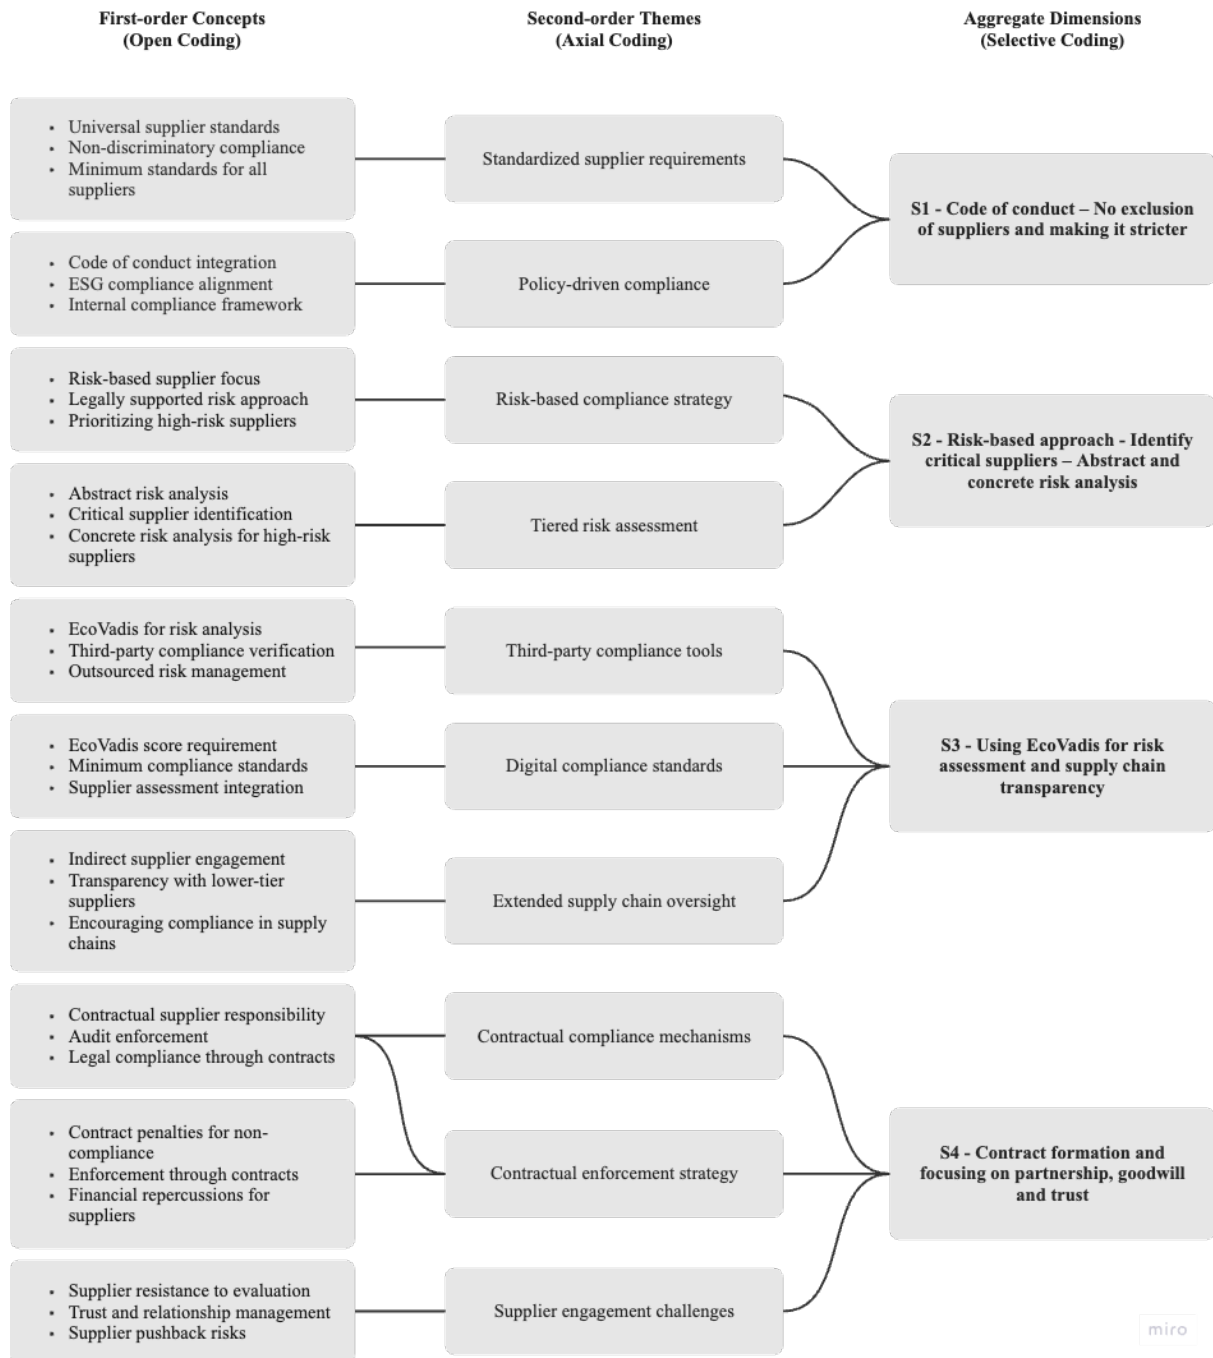 First-order Concepts
(Open Coding)
Second-order Themes
(Axial Coding)
Aggregate Dimensions
(Selective Coding)
• Universal supplier standards
• Non-discriminatory compliance
• Minimum standards for all
suppliers
Standardized supplier requirements
S1 - Code of conduct – No exclusion
of suppliers and making it stricter
• Code of conduct integration
• ESG compliance alignment
• Internal compliance framework
Policy-driven compliance
• Risk-based supplier focus
• Legally supported risk approach
• Prioritizing high-risk suppliers
Risk-based compliance strategy
S2 - Risk-based approach - Identify
critical suppliers – Abstract and
concrete risk analysis
• Abstract risk analysis
• Critical supplier identification
• Concrete risk analysis for high-risk
suppliers
Tiered risk assessment
• EcoVadis for risk analysis
• Third-party compliance verification
• Outsourced risk management
Third-party compliance tools
• EcoVadis score requirement
• Minimum compliance standards
• Supplier assessment integration
Digital compliance standards
S3 - Using EcoVadis for risk
assessment and supply chain
transparency
• Indirect supplier engagement
• Transparency with lower-tier
suppliers
• Encouraging compliance in supply
chains
Extended supply chain oversight
• Contractual supplier responsibility
• Audit enforcement
• Legal compliance through contracts
Contractual compliance mechanisms
• Contract penalties for non-
compliance
• Enforcement through contracts
• Financial repercussions for
suppliers
Contractual enforcement strategy
S4 - Contract formation and
focusing on partnership, goodwill
and trust
• Supplier resistance to evaluation
• Trust and relationship management
• Supplier pushback risks
Supplier engagement challenges
miro